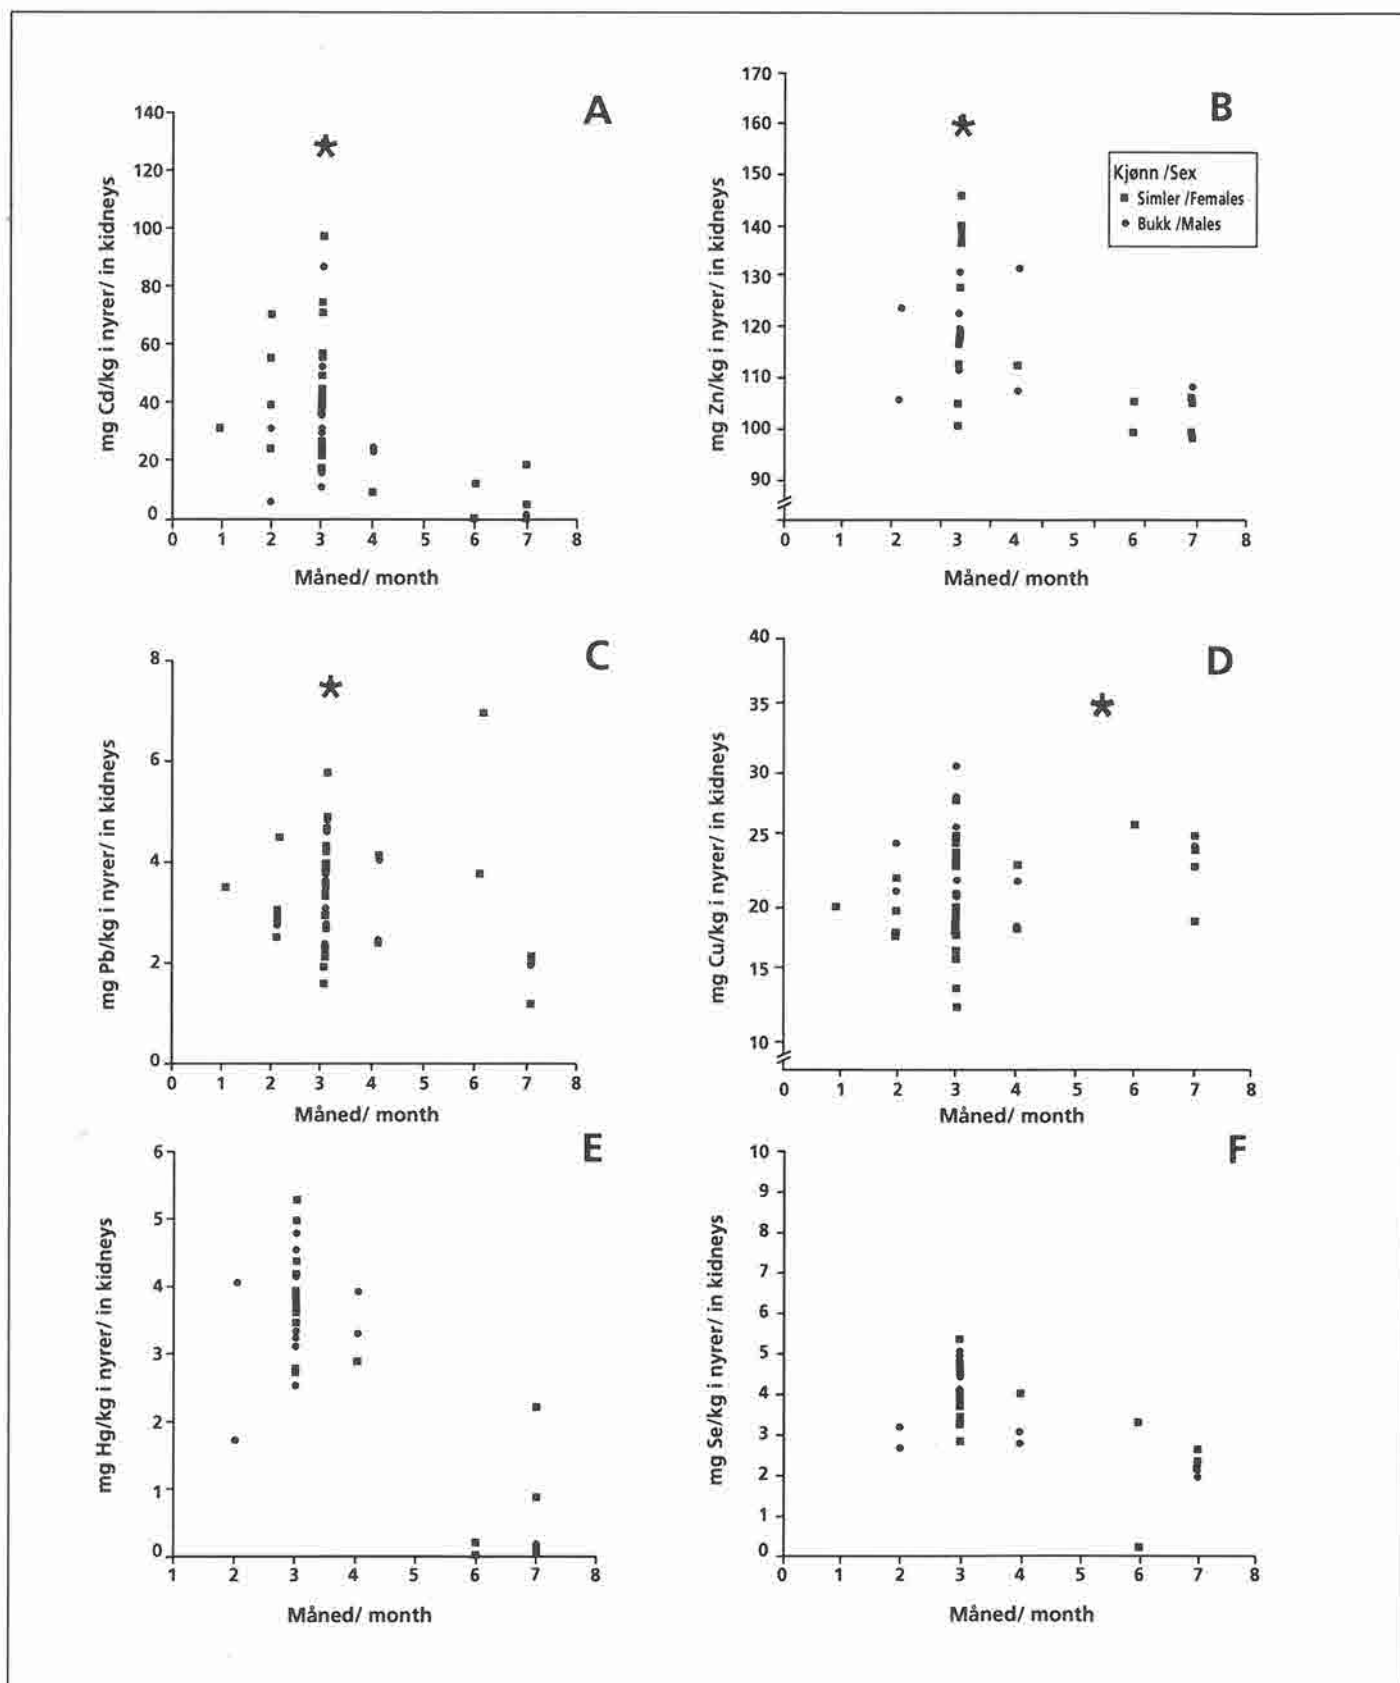 A
140
120
100
80
60
40
20
0
mg Cd/kg i nyrer/ in kidneys
0 1 2 3 4 5 6 7 8
Måned/ month
B
170
160
150
140
130
120
110
100
90
mg Zn/kg i nyrer/ in kidneys
Kjønn /Sex
Simler /Females
Bukk /Males
0 1 2 3 4 6 7 8
Måned/ month
C
8
6
4
2
0
mg Pb/kg i nyrer/ in kidneys
0 1 2 3 4 5 6 7 8
Måned/ month
D
40
35
30
25
20
15
10
mg Cu/kg i nyrer/ in kidneys
0 1 2 3 4 5 6 7 8
Måned/ month
E
6
5
4
3
2
1
0
mg Hg/kg i nyrer/ in kidneys
1 2 3 4 5 6 7 8
Måned/ month
F
10
9
8
7
6
5
4
3
2
1
0
mg Se/kg i nyrer/ in kidneys
0 1 2 3 4 5 6 7 8
Måned/ month